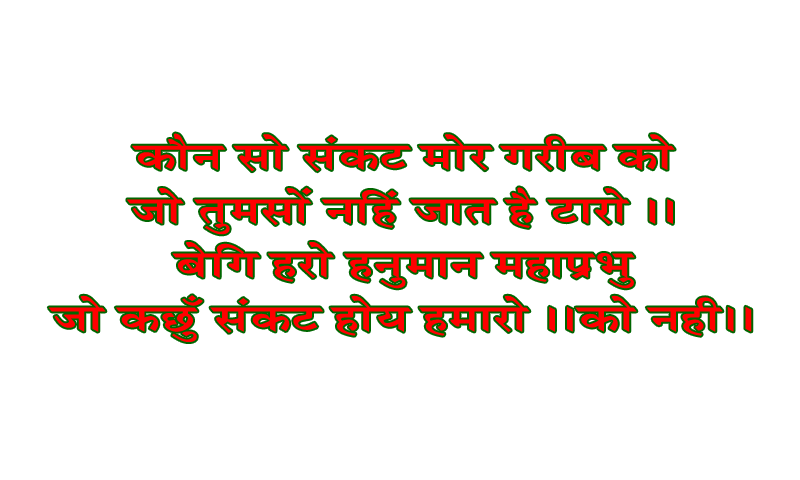 कौन सो संकट मोर गरीब को
जो तुमसों नहिं जात है टारो ।।
बेगि हरो हनुमान महाप्रभु
जो कछुँ संकट होय हमारो ।।को नही।।